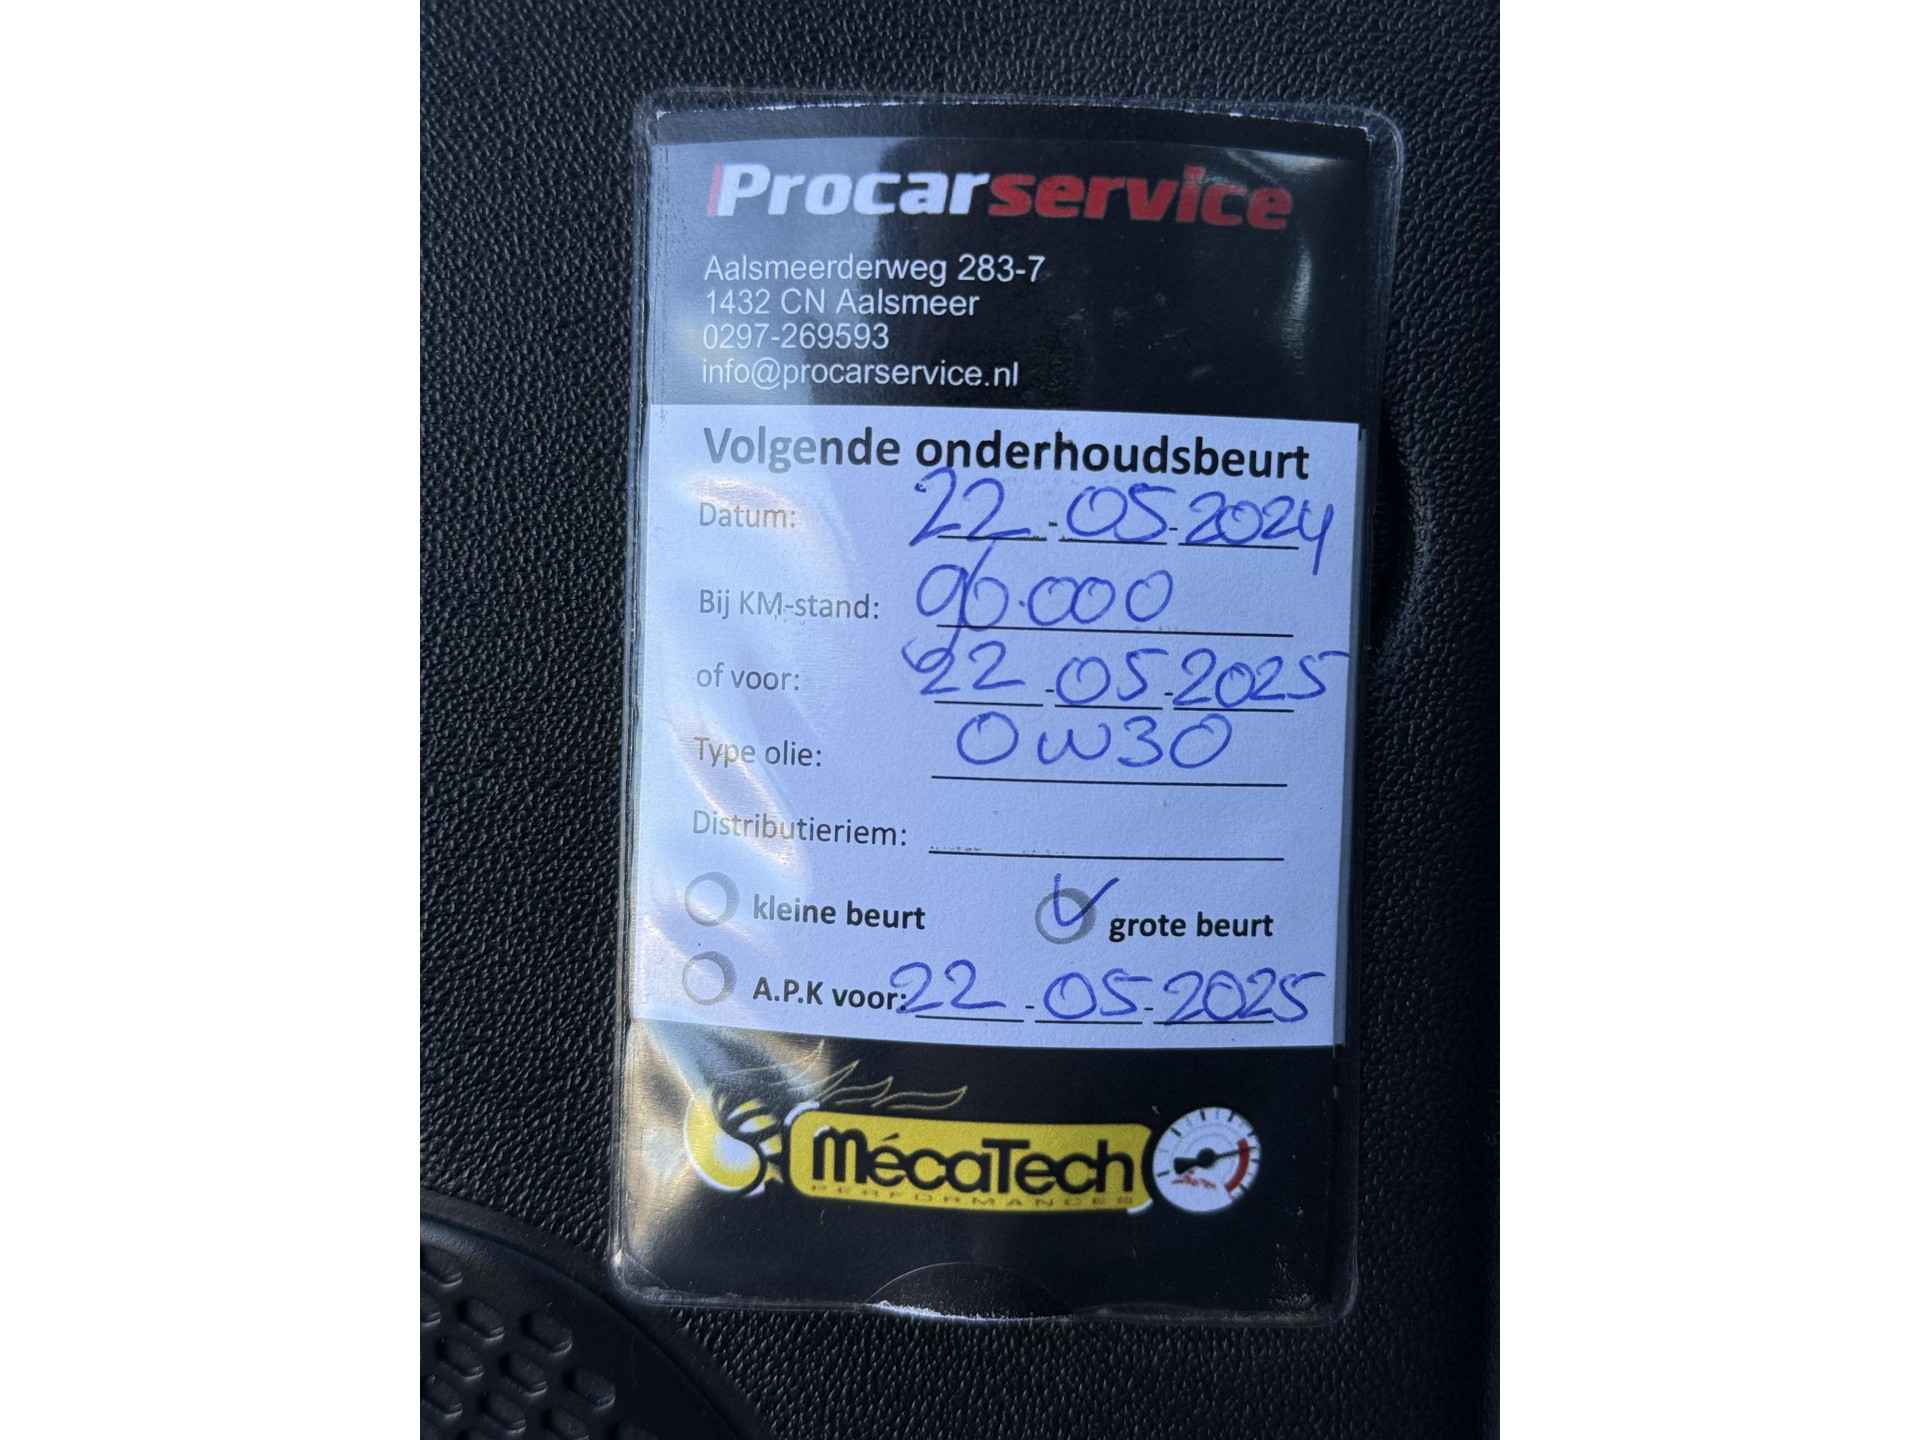 Procarservice
Aalsmeerderweg 283-7
1432 CN Aalsmeer
0297-269593
info@procarservice.nl
Volgende onderhoudsbeurt
Datum: 22-05-2024
Bij KM-stand: 96.000
of voor: 22-05-2025
Type olie: 0W30
Distributieriem:
kleine beurt grote beurt
A.P.K voor: 22-05-2025
MécaTech
PERFORMANCES